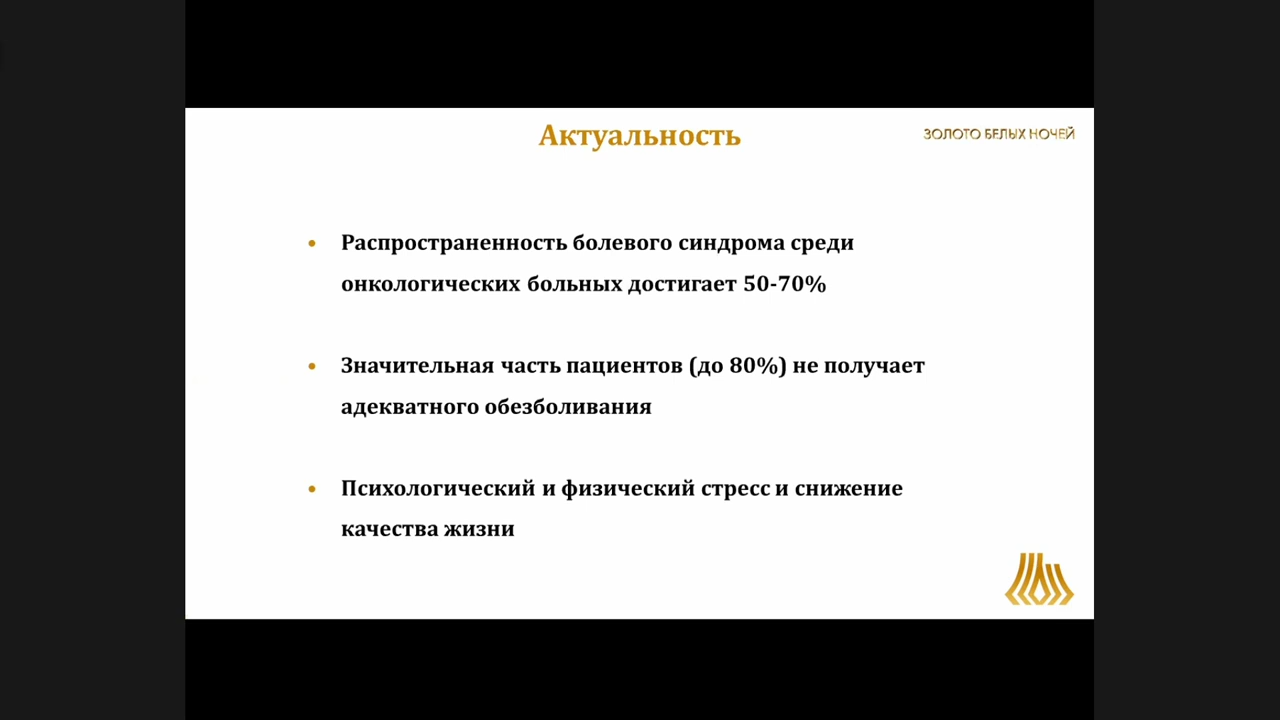 Актуальность
ЗОЛОТО БЕЛЫХ НОЧЕЙ
• Распространенность болевого синдрома среди
онкологических больных достигает 50-70%
• Значительная часть пациентов (до 80%) не получает
адекватного обезболивания
• Психологический и физический стресс и снижение
качества жизни